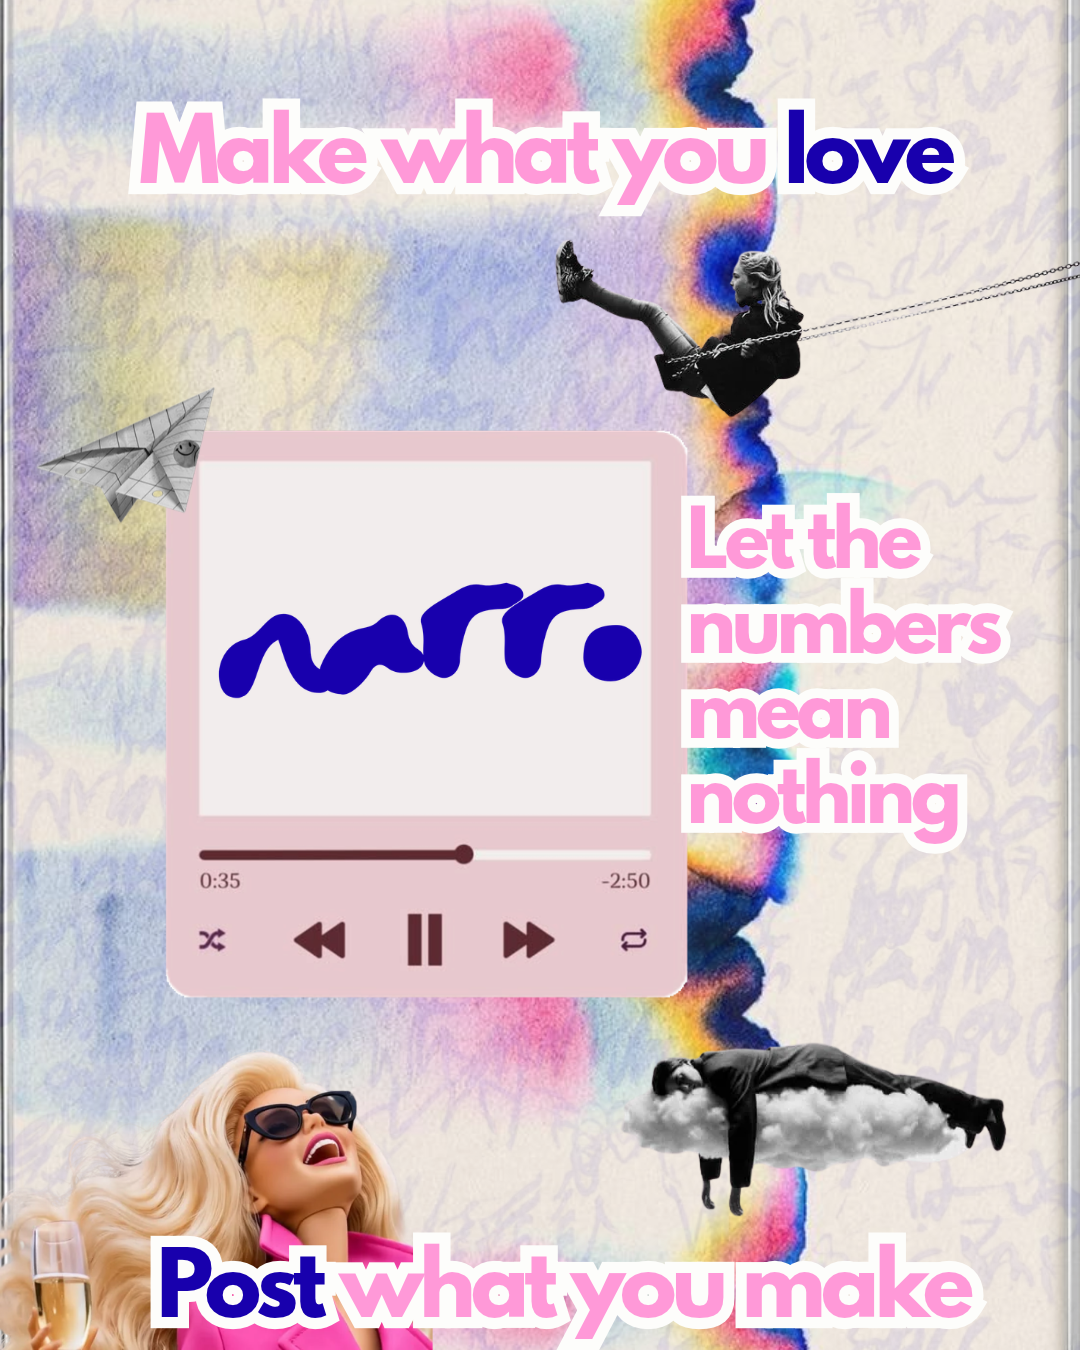 Make what you love
Let the
numbers
mean
nothing
narr.
0:35
-2:50
Post what you make